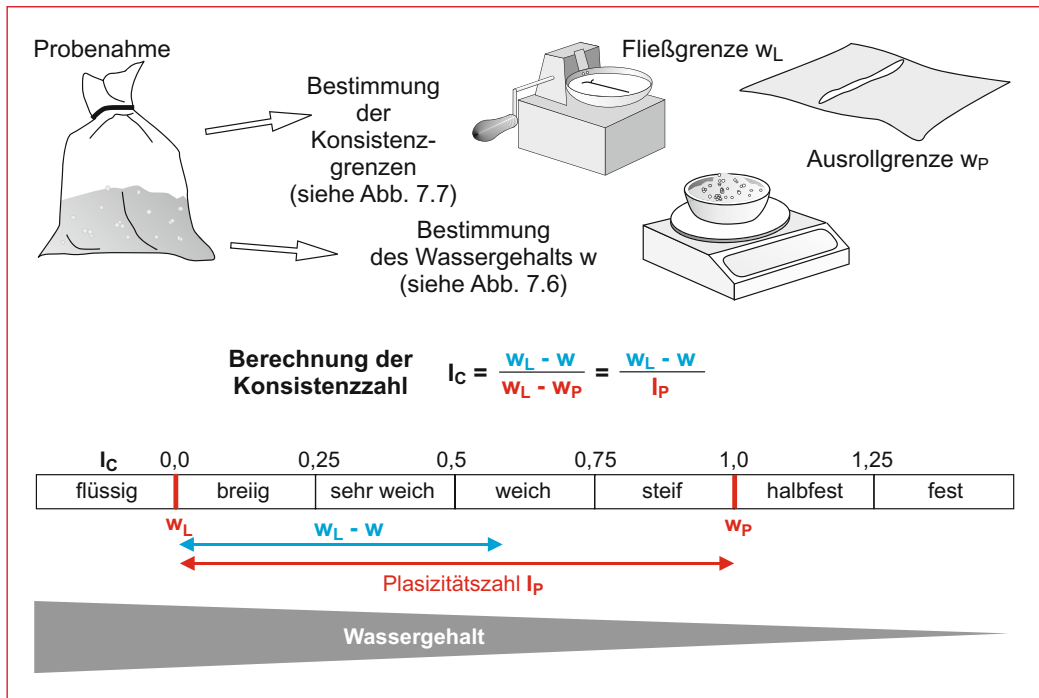 Probenahme
Bestimmung
der
Konsistenz-
grenzen
(siehe Abb. 7.7)
Fließgrenze wL
Ausrollgrenze wP
Bestimmung
des Wassergehalts w
(siehe Abb. 7.6)
Berechnung der
Konsistenzzahl
IC = wL - w / wL - wP = wL - w / IP
IC 0,0 0,25 0,5 0,75 1,0 1,25
flüssig breiig sehr weich weich steif halbfest fest
wL wL - w wP
Plasizitätszahl IP
Wassergehalt